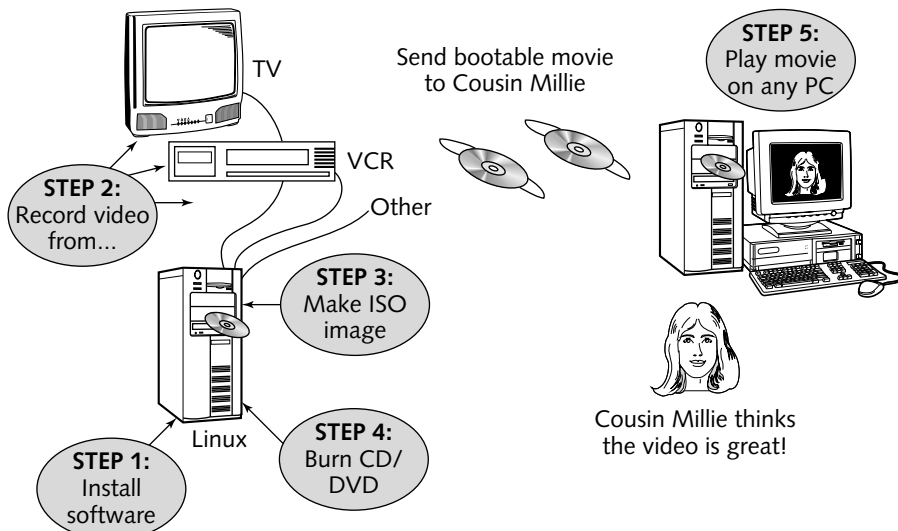 TV
VCR
Other
STEP 2:
Record video
from...
STEP 3:
Make ISO
image
Linux
STEP 1:
Install
software
STEP 4:
Burn CD/
DVD
Send bootable movie
to Cousin Millie
STEP 5:
Play movie
on any PC
Cousin Millie thinks
the video is great!